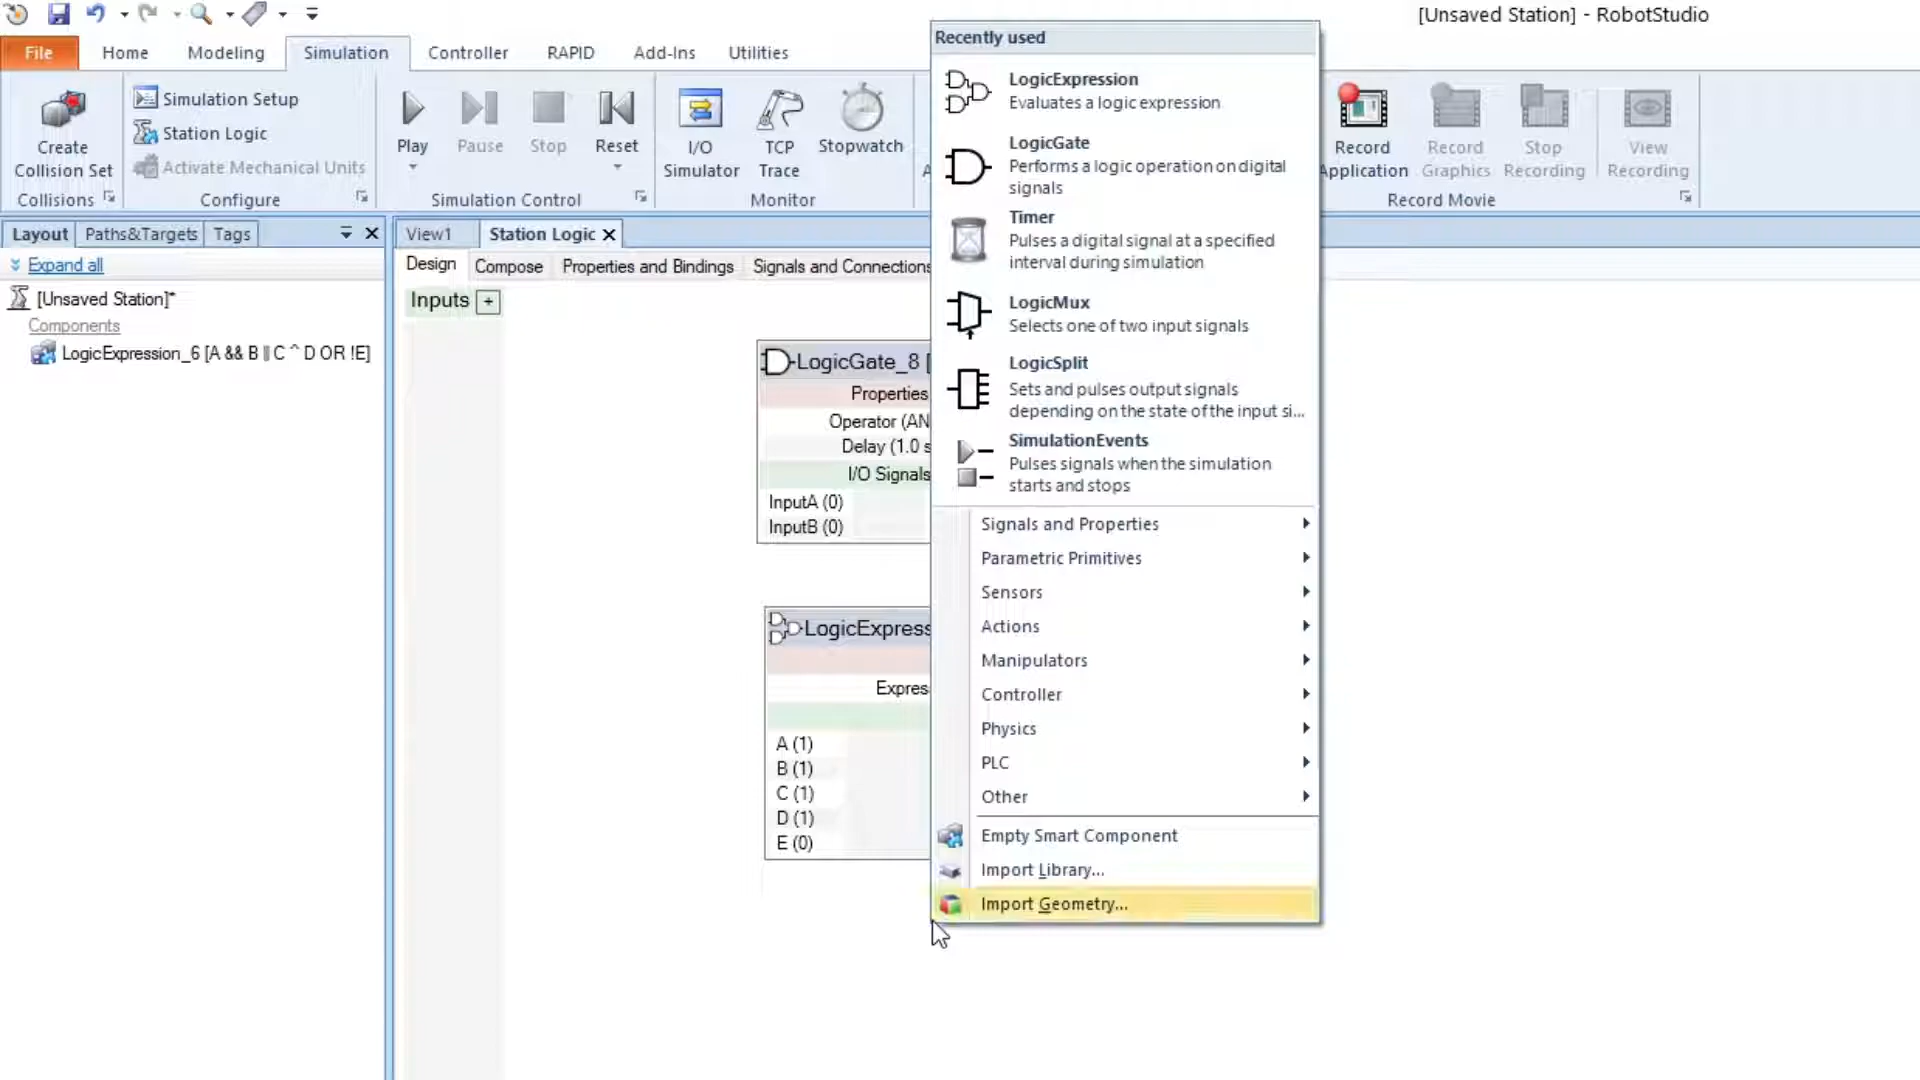 [Unsaved Station] - RobotStudio
File
Home
Modeling
Simulation
Controller
RAPID
Add-Ins
Utilities
Create
Collision Set
Collisions
Simulation Setup
Station Logic
Activate Mechanical Units
Configure
Play
Pause
Stop
Reset
Simulation Control
I/O
Simulator
TCP
Trace
Stopwatch
Monitor
Record
Application
Record
Graphics
Stop
Recording
View
Recording
Record Movie
Layout
Paths&Targets
Tags
Expand all
[Unsaved Station]*
Components
LogicExpression_6 [A && B || C ^ D OR !E]
View1
Station Logic
Design
Compose
Properties and Bindings
Signals and Connections
Inputs +
LogicGate_8 [
Properties
Operator (AN
Delay (1.0 s
I/O Signals
InputA (0)
InputB (0)
LogicExpress
Expres
A (1)
B (1)
C (1)
D (1)
E (0)
Recently used
LogicExpression
Evaluates a logic expression
LogicGate
Performs a logic operation on digital
signals
Timer
Pulses a digital signal at a specified
interval during simulation
LogicMux
Selects one of two input signals
LogicSplit
Sets and pulses output signals
depending on the state of the input si...
SimulationEvents
Pulses signals when the simulation
starts and stops
Signals and Properties
Parametric Primitives
Sensors
Actions
Manipulators
Controller
Physics
PLC
Other
Empty Smart Component
Import Library...
Import Geometry...